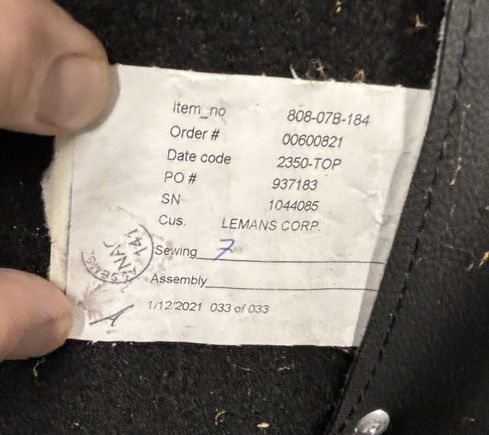 Item_no 808-07B-184
Order # 00600821
Date code 2350-TOP
PO # 937183
SN 1044085
Cus. LEMANS CORP.
Sewing 7
Assembly
1/12/2021 033 of 033
141